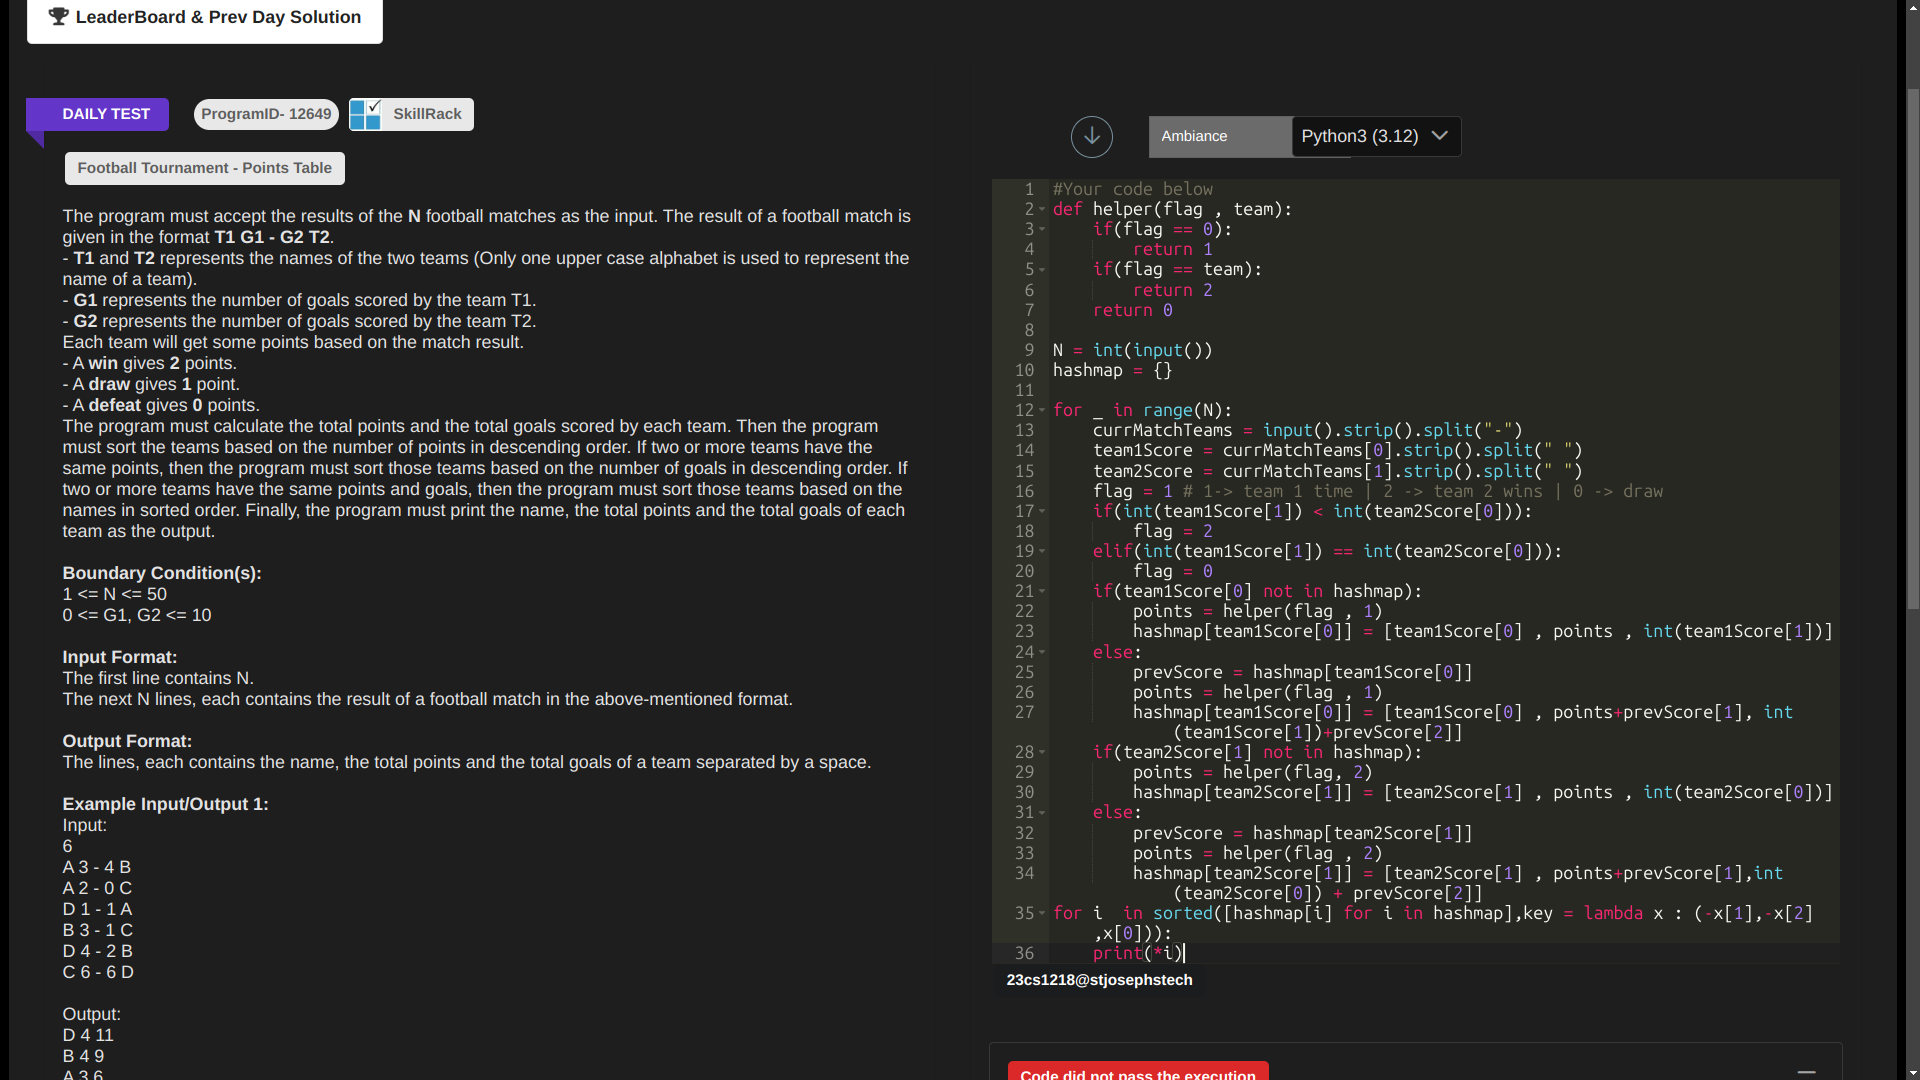 LeaderBoard & Prev Day Solution
DAILY TEST
ProgramID- 12649
SkillRack
Football Tournament - Points Table
The program must accept the results of the N football matches as the input. The result of a football match is
given in the format T1 G1 - G2 T2.
- T1 and T2 represents the names of the two teams (Only one upper case alphabet is used to represent the
name of a team).
- G1 represents the number of goals scored by the team T1.
- G2 represents the number of goals scored by the team T2.
Each team will get some points based on the match result.
- A win gives 2 points.
- A draw gives 1 point.
- A defeat gives 0 points.
The program must calculate the total points and the total goals scored by each team. Then the program
must sort the teams based on the number of points in descending order. If two or more teams have the
same points, then the program must sort those teams based on the number of goals in descending order. If
two or more teams have the same points and goals, then the program must sort those teams based on the
names in sorted order. Finally, the program must print the name, the total points and the total goals of each
team as the output.
Boundary Condition(s):
1 <= N <= 50
0 <= G1, G2 <= 10
Input Format:
The first line contains N.
The next N lines, each contains the result of a football match in the above-mentioned format.
Output Format:
The lines, each contains the name, the total points and the total goals of a team separated by a space.
Example Input/Output 1:
Input:
6
A 3 - 4 B
A 2 - 0 C
D 1 - 1 A
B 3 - 1 C
D 4 - 2 B
C 6 - 6 D
Output:
D 4 11
B 4 9
A 3 6
Ambiance
Python3 (3.12)
1 #Your code below
2 def helper(flag , team):
3     if(flag == 0):
4         return 1
5     if(flag == team):
6         return 2
7     return 0
8
9 N = int(input())
10 hashmap = {}
11
12 for _ in range(N):
13     currMatchTeams = input().strip().split("-")
14     team1Score = currMatchTeams[0].strip().split(" ")
15     team2Score = currMatchTeams[1].strip().split(" ")
16     flag = 1 # 1-> team 1 time | 2 -> team 2 wins | 0 -> draw
17     if(int(team1Score[1]) < int(team2Score[0])):
18         flag = 2
19     elif(int(team1Score[1]) == int(team2Score[0])):
20         flag = 0
21     if(team1Score[0] not in hashmap):
22         points = helper(flag , 1)
23         hashmap[team1Score[0]] = [team1Score[0] , points , int(team1Score[1])]
24     else:
25         prevScore = hashmap[team1Score[0]]
26         points = helper(flag , 1)
27         hashmap[team1Score[0]] = [team1Score[0] , points+prevScore[1], int
(team1Score[1])+prevScore[2]]
28     if(team2Score[1] not in hashmap):
29         points = helper(flag, 2)
30         hashmap[team2Score[1]] = [team2Score[1] , points , int(team2Score[0])]
31     else:
32         prevScore = hashmap[team2Score[1]]
33         points = helper(flag , 2)
34         hashmap[team2Score[1]] = [team2Score[1] , points+prevScore[1],int
(team2Score[0]) + prevScore[2]]
35 for i  in sorted([hashmap[i] for i in hashmap],key = lambda x : (-x[1],-x[2]
,x[0])):
36     print(*i)
23cs1218@stjosephstech
Code did not pass the execution